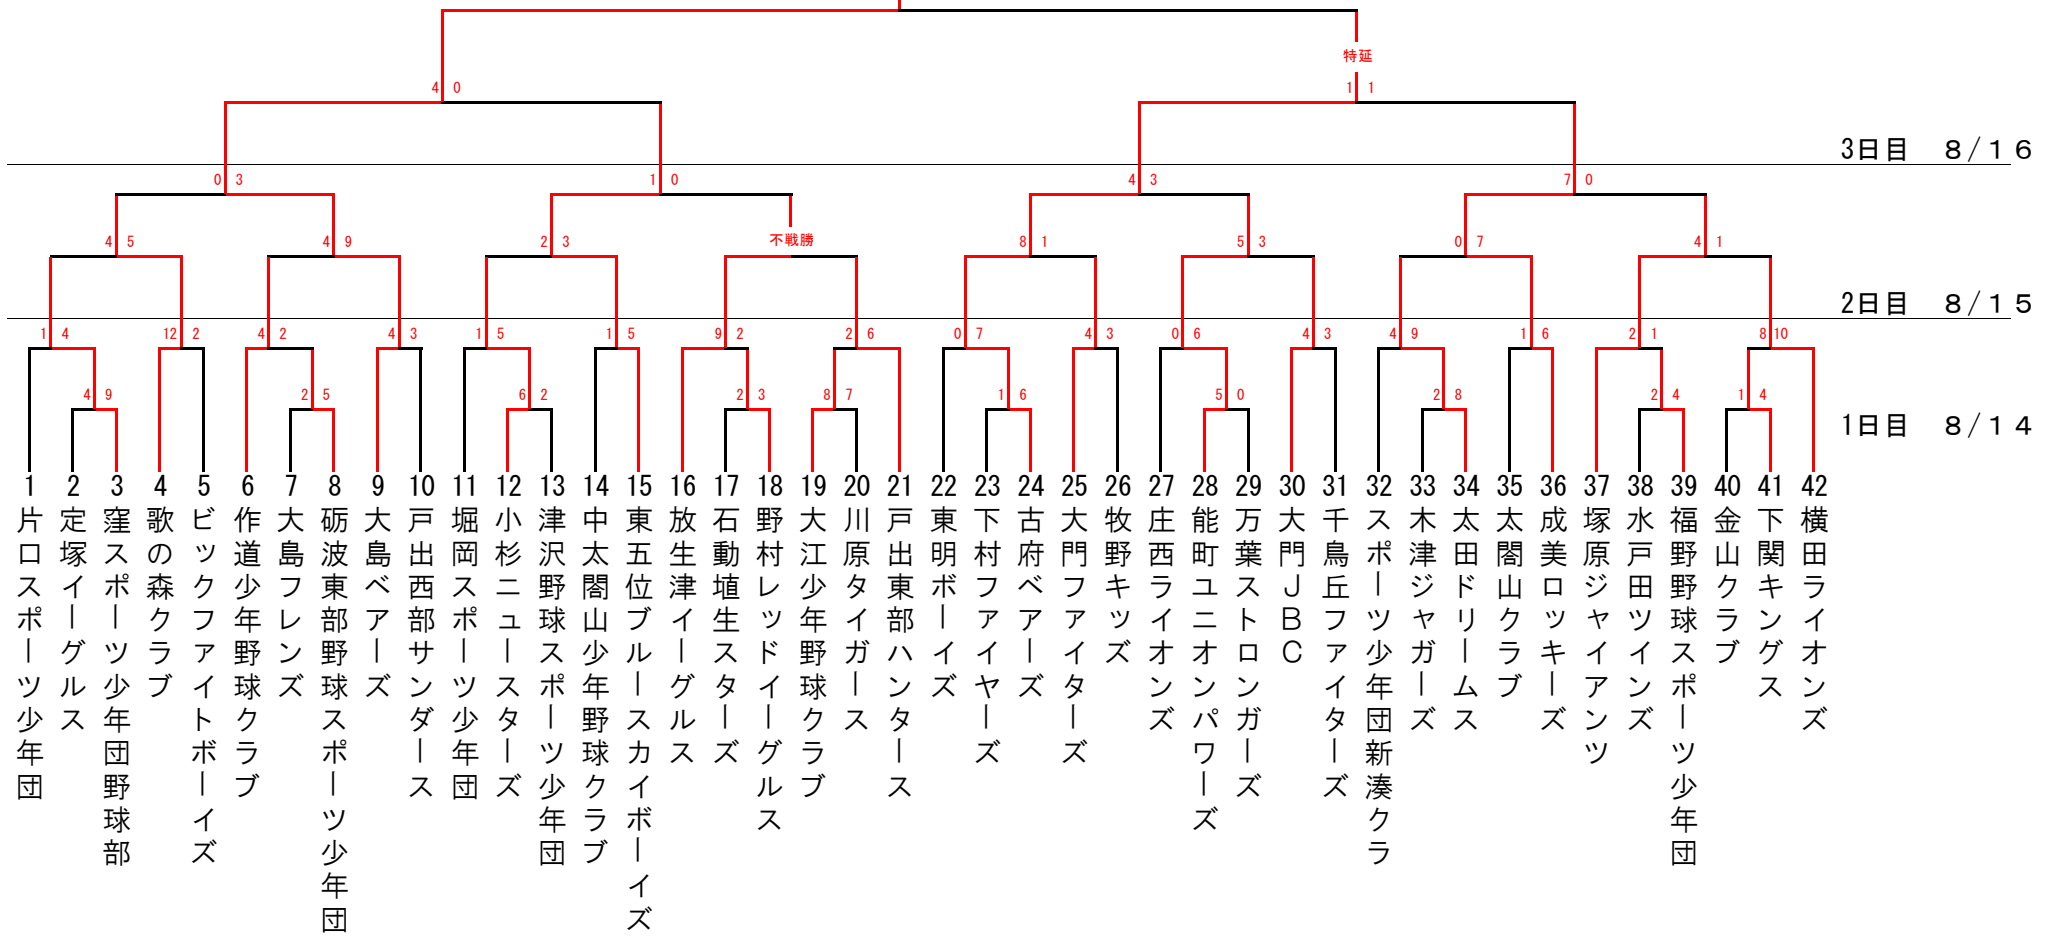 特延
4 0
1 1
3日目 8/16
0 3
1 0
4 3
7 0
4 5
4 9
2 3
不戦勝
8 1
5 3
0 7
4 1
2日目 8/15
1 4
12 2
4 2
4 3
1 5
1 5
9 2
2 6
0 7
4 3
0 6
4 3
4 9
1 6
2 1
8 10
4 9
2 5
6 2
2 3
8 7
1 6
5 0
2 8
2 4
1 4
1日目 8/14
1 片口スポーツ少年団
2 定塚イーグルス
3 窪スポーツ少年団野球部
4 歌の森クラブ
5 ビックファイトボーイズ
6 作道少年野球クラブ
7 大島フレンズ
8 砺波東部野球スポーツ少年団
9 大島ベアーズ
10 戸出西部サンダース
11 堀岡スポーツ少年団
12 小杉ニュースターズ
13 津沢野球スポーツ少年団
14 中太閤山少年野球クラブ
15 東五位ブルースカイボーイズ
16 放生津イーグルス
17 石動埴生スターズ
18 野村レッドイーグルス
19 大江少年野球クラブ
20 川原タイガース
21 戸出東部ハンタース
22 東明ボーイズ
23 下村ファイヤーズ
24 古府ベアーズ
25 大門ファイターズ
26 牧野キッズ
27 庄西ライオンズ
28 能町ユニオンパワーズ
29 万葉ストロンガーズ
30 大門JBC
31 千鳥丘ファイターズ
32 スポーツ少年団新湊クラ
33 木津ジャガーズ
34 太田ドリームス
35 太閤山クラブ
36 成美ロッキーズ
37 塚原ジャイアンツ
38 水戸田ツインズ
39 福野野球スポーツ少年団
40 金山クラブ
41 下関キングス
42 横田ライオンズ